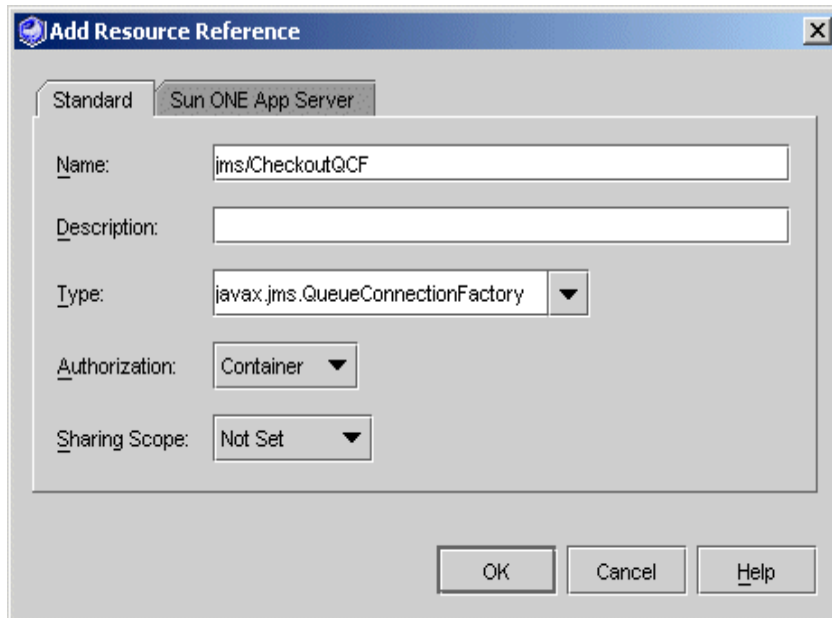 Add Resource Reference
Standard Sun ONE App Server
Name: jms/CheckoutQCF
Description:
Type: javax.jms.QueueConnectionFactory
Authorization: Container
Sharing Scope: Not Set
OK Cancel Help